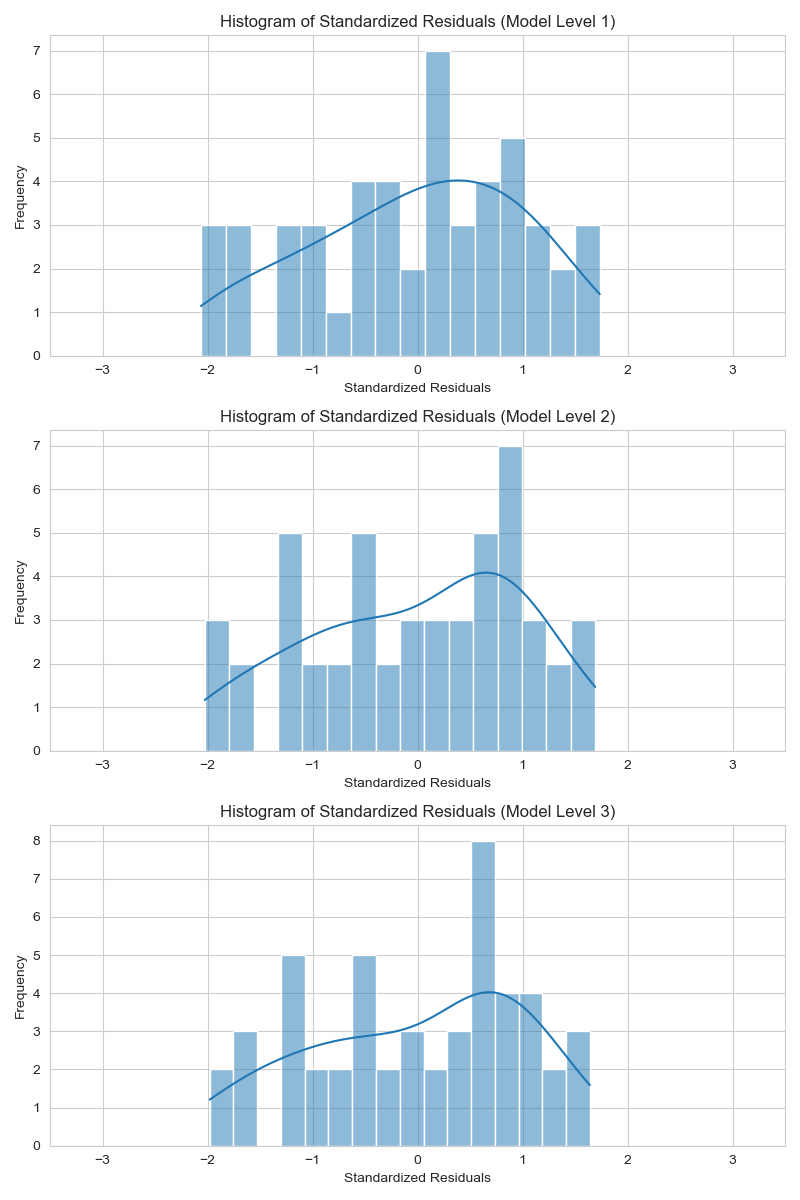 Histogram of Standardized Residuals (Model Level 1)
7
6
5
4
3
2
1
0
Frequency
−3 −2 −1 0 1 2 3
Standardized Residuals
Histogram of Standardized Residuals (Model Level 2)
7
6
5
4
3
2
1
0
Frequency
−3 −2 −1 0 1 2 3
Standardized Residuals
Histogram of Standardized Residuals (Model Level 3)
8
7
6
5
4
3
2
1
0
Frequency
−3 −2 −1 0 1 2 3
Standardized Residuals